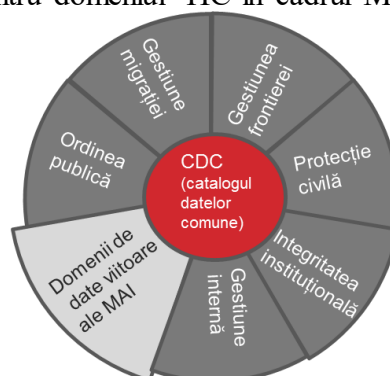 domeniul TIC în cadrul M
Gestiune
migrației
Gestiunea
frontierei
Ordinea
publică
CDC
(catalogul
datelor
comune)
Protecție
civilă
Domenii de
date viitoare
ale MAI
Gestiune
internă
Integritatea
instituțională